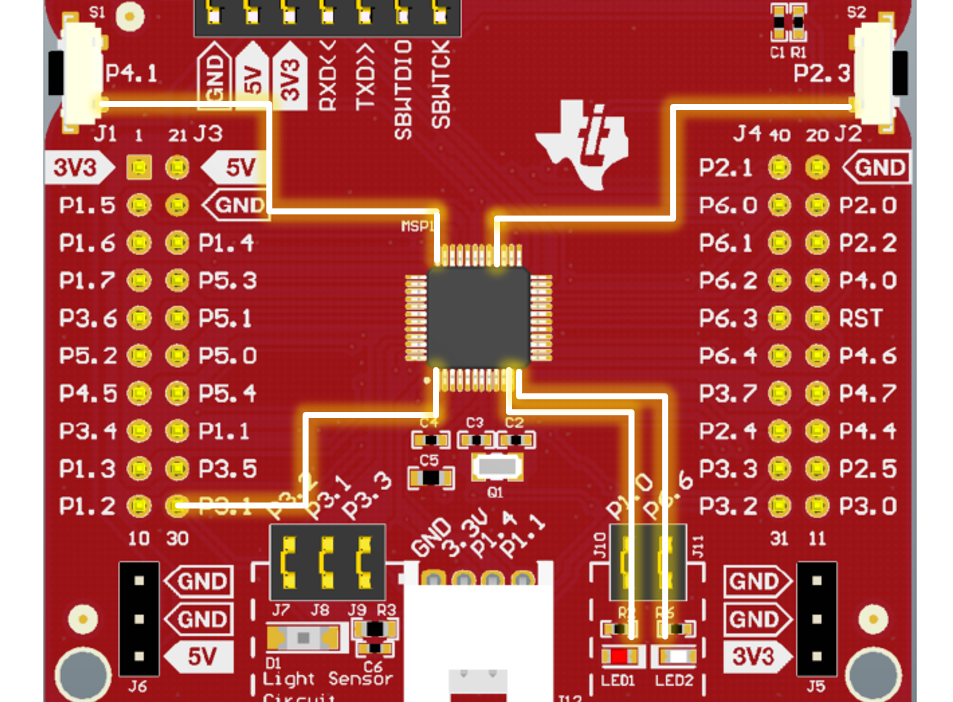 S1
S2
C1 R1
P4.1
P2.3
GND
5V
3V3
RXD<<
TXD>>
SBWTDIO
SBWTCK
J1 1 21 J3
J4 40 20 J2
3V3
5V
P2.1
GND
P1.5
GND
P6.0
P2.0
MSP1
P1.6
P1.4
P6.1
P2.2
P1.7
P5.3
P6.2
P4.0
P3.6
P5.1
P6.3
RST
P5.2
P5.0
P6.4
P4.6
P4.5
P5.4
P3.7
P4.7
P3.4
P1.1
C4 C3 C2
P2.4
P4.4
P1.3
P3.5
C5
P3.3
P2.5
Q1
P1.2
P3.1
P3.2
P3.1
P3.3
P1.0
P6.6
P3.2
P3.0
10 30
GND
3.3V
P1.4
P1.1
J10
J11
31 11
GND
GND
5V
GND
GND
3V3
J7 J8 J9 R3
R6
D1
C6
LED1 LED2
Light Sensor
Circuit
J6
J5
J12